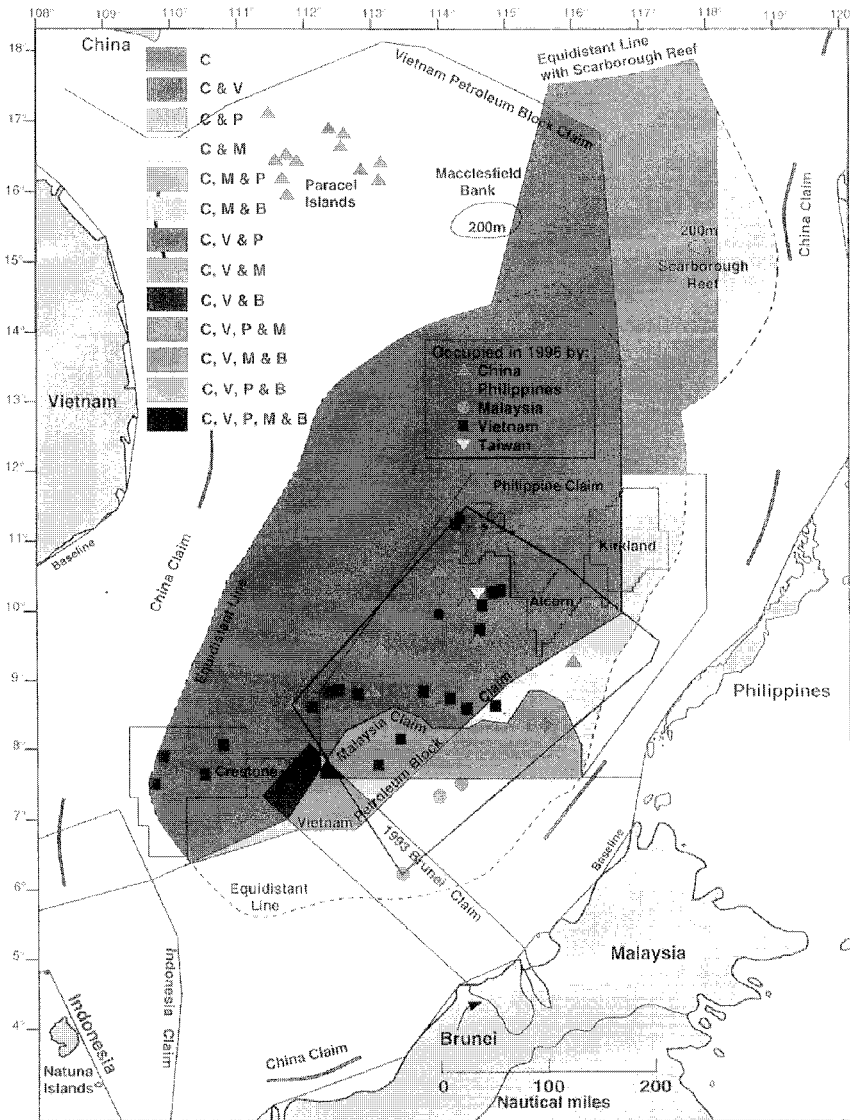 108°
109°
110°
111°
112°
113°
114°
115°
116°
117°
118°
119°
120
18°
17°
16°
15°
14°
13°
12°
11°
10°
9°
8°
7°
6°
5°
4°
China
C
C & V
C & P
C & M
C, M & P
C, M & B
C, V & P
C, V & M
C, V & B
C, V, P & M
C, V, M & B
C, V, P & B
C, V, P, M & B
Equidistant Line
with Scarborough Reef
Vietnam Petroleum Block Claim
Paracel
Islands
Macclesfield
Bank
200m
200m
Scarborough
Reef
China Claim
Vietnam
Baseline
China Claim
Occupied in 1996 by:
China
Philippines
Malaysia
Vietnam
Taiwan
Philippine Claim
Kirkland
Alcorn
Equidistant Line
Philippines
Crestone
Malaysia Claim
Vietnam
Petroleum Block
Claim
1993 Brunei Claim
Baseline
Equidistant
Line
Indonesia
Indonesia Claim
Natuna
Islands
China Claim
Malaysia
Brunei
0
100
200
Nautical miles